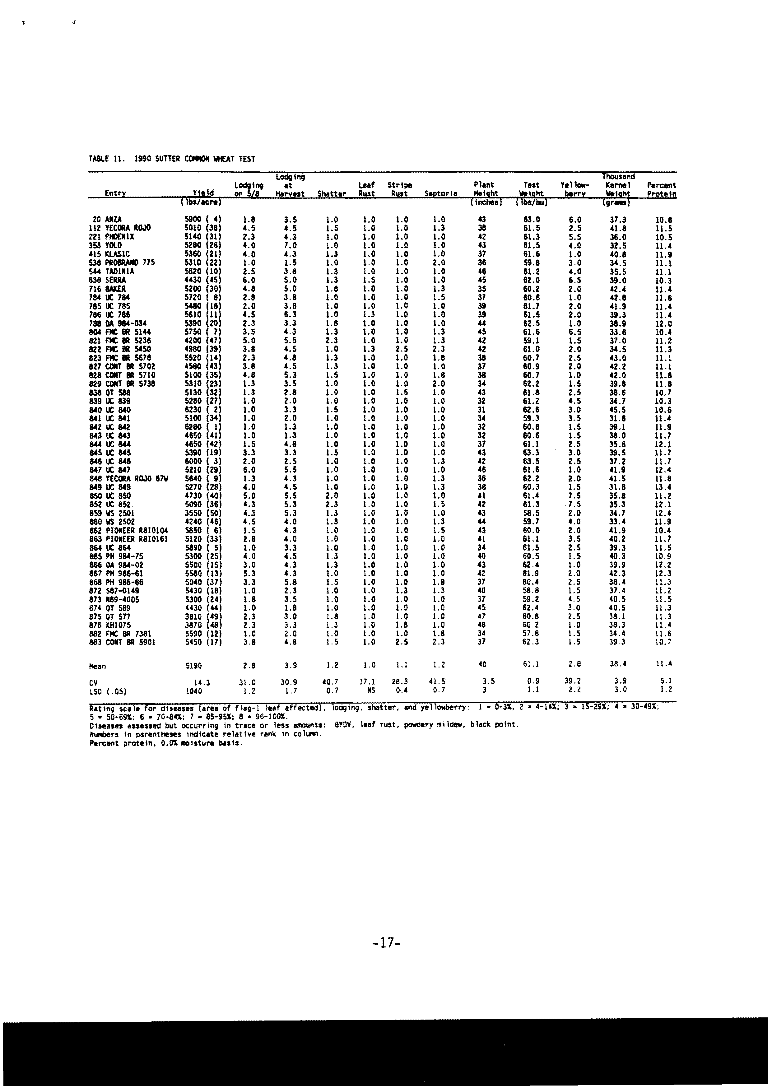 TABLE 11. 1990 SUTTER COMMON WHEAT TEST
Lodging Thousand
Lodging at Leaf Stripe Plant Test Yellow- Kernel Percent
Entry Yield on 5/8 Harvest Shatter Rust Rust Septoria Height Weight berry Weight Protein
(lbs/acre) (inches) (lbs/bu) (grams)
20 ANZA 5900 ( 4) 1.8 3.5 1.0 1.0 1.0 1.0 43 63.0 6.0 37.3 10.8
112 YECORA ROJO 5010 (38) 4.5 4.5 1.5 1.0 1.0 1.3 38 61.5 2.5 41.8 11.5
221 PHOENIX 5140 (31) 2.3 4.3 1.0 1.0 1.0 1.0 42 61.3 5.5 36.0 10.5
353 YOLO 5290 (26) 4.0 7.0 1.0 1.0 1.0 1.0 43 61.5 4.0 32.5 11.4
415 KLASIC 5360 (21) 4.0 4.3 1.3 1.0 1.0 1.0 37 61.6 1.0 40.8 11.9
538 PROBRAND 775 5310 (22) 1.0 1.5 1.0 1.0 1.0 2.0 36 59.8 3.0 34.5 11.1
544 TADINIA 5620 (10) 2.5 3.8 1.3 1.0 1.0 1.0 46 61.2 4.0 35.5 11.1
638 SERRA 4430 (45) 6.0 5.0 1.3 1.5 1.0 1.0 45 62.0 6.5 39.0 10.3
716 BAKER 5200 (30) 4.8 5.0 1.8 1.0 1.0 1.3 35 60.2 2.0 42.4 11.4
784 UC 784 5720 ( 8) 2.8 3.8 1.0 1.0 1.0 1.5 37 60.6 1.0 42.8 11.6
785 UC 785 5480 (16) 2.0 3.8 1.0 1.0 1.0 1.0 39 61.7 2.0 41.9 11.4
786 UC 786 5610 (11) 4.5 6.3 1.0 1.3 1.0 1.0 39 61.5 2.0 39.3 11.4
788 DA 984-034 5390 (20) 2.3 3.3 1.8 1.0 1.0 1.0 44 62.5 1.0 38.9 12.0
804 FMC BR 5144 5750 ( 7) 3.5 4.3 1.3 1.0 1.0 1.3 45 61.6 6.5 33.6 10.4
821 FMC BR 5236 4200 (47) 5.0 5.5 2.3 1.0 1.0 1.3 42 59.1 1.5 37.0 11.2
822 FMC BR 5450 4980 (39) 3.8 4.5 1.0 1.3 2.5 2.3 42 61.0 2.0 34.5 11.3
823 FMC BR 5678 5520 (14) 2.3 4.8 1.3 1.0 1.0 1.8 38 60.7 2.5 43.0 11.1
827 CONT BR 5702 4560 (43) 3.8 4.5 1.3 1.0 1.0 1.0 37 60.9 2.0 42.2 11.1
828 CONT BR 5710 5100 (35) 4.8 5.3 1.5 1.0 1.0 1.8 38 60.7 1.0 42.0 11.8
829 CONT BR 5738 5310 (23) 1.3 3.5 1.0 1.0 1.0 2.0 34 62.2 1.5 39.8 11.8
838 QT 588 5130 (32) 1.3 2.8 1.0 1.0 1.5 1.0 43 61.8 2.5 38.6 10.7
839 UC 839 5280 (27) 1.0 2.0 1.0 1.0 1.0 1.0 32 61.2 4.5 34.7 10.3
840 UC 840 6230 ( 2) 1.0 3.3 1.5 1.0 1.0 1.0 31 62.6 3.0 45.5 10.6
841 UC 841 5100 (34) 1.0 2.0 1.0 1.0 1.0 1.0 34 59.3 3.5 31.8 11.4
842 UC 842 6280 ( 1) 1.0 1.3 1.0 1.0 1.0 1.0 32 60.8 1.5 39.1 11.9
843 UC 843 4650 (41) 1.0 1.3 1.0 1.0 1.0 1.0 32 60.6 1.5 38.0 11.7
844 UC 844 4650 (42) 1.5 4.8 1.0 1.0 1.0 1.0 37 61.1 2.5 35.6 12.1
845 UC 845 5390 (19) 3.3 3.3 1.5 1.0 1.0 1.0 43 63.3 3.0 39.5 11.7
846 UC 846 6000 ( 3) 2.0 2.5 1.0 1.0 1.0 1.3 42 63.5 2.5 37.2 11.7
847 UC 847 5210 (29) 6.0 5.5 1.0 1.0 1.0 1.0 46 61.6 1.0 41.9 12.4
848 YECORA ROJO 87W 5640 ( 9) 1.3 4.3 1.0 1.0 1.0 1.3 36 62.2 2.0 41.5 11.8
849 UC 849 5270 (28) 4.0 4.5 1.0 1.0 1.0 1.3 38 60.3 1.5 31.8 13.4
850 UC 850 4730 (40) 5.0 5.5 2.8 1.0 1.0 1.0 41 61.4 7.5 35.8 11.2
852 UC 852 5090 (36) 4.3 5.3 2.3 1.0 1.0 1.5 42 61.3 7.5 35.3 12.1
859 WS 2501 3550 (50) 4.3 5.3 1.3 1.0 1.0 1.0 43 58.5 2.0 34.7 12.4
860 WS 2502 4240 (46) 4.5 4.0 1.3 1.0 1.0 1.3 44 59.7 4.0 33.4 11.9
862 PIONEER R810104 5850 ( 6) 1.5 4.3 1.0 1.0 1.0 1.5 43 60.0 2.0 41.9 10.4
863 PIONEER R810161 5120 (33) 2.8 4.0 1.0 1.0 1.0 1.0 41 61.1 3.5 40.2 11.7
864 UC 864 5890 ( 5) 1.0 3.3 1.0 1.0 1.0 1.0 34 61.5 2.5 39.3 11.5
865 PH 984-75 5300 (25) 4.0 4.5 1.3 1.0 1.0 1.0 40 60.5 1.5 40.3 10.9
866 DA 984-02 5500 (15) 3.0 4.3 1.3 1.0 1.0 1.0 43 62.4 1.0 39.9 12.2
867 PH 986-61 5580 (13) 5.3 4.3 1.0 1.0 1.0 1.0 42 61.9 2.0 42.3 12.3
868 PH 986-66 5040 (37) 3.3 5.8 1.5 1.0 1.0 1.8 37 60.4 2.5 38.4 11.3
872 S87-0149 5430 (18) 1.0 2.3 1.0 1.0 1.3 1.3 40 58.8 1.5 37.4 11.2
873 N89-4005 5300 (24) 1.8 3.5 1.0 1.0 1.0 1.0 37 59.2 4.5 40.5 11.5
874 QT 589 4430 (44) 1.0 1.8 1.0 1.0 1.0 1.0 45 62.4 3.0 40.5 11.3
875 QT 577 3810 (49) 2.3 3.0 1.8 1.0 1.0 1.0 47 60.8 2.5 38.1 11.3
876 XH1075 3870 (48) 2.3 3.3 1.3 1.0 1.8 1.0 48 60.2 1.0 39.3 11.4
882 FMC BR 7381 5590 (12) 1.0 2.0 1.0 1.0 1.0 1.8 34 57.6 1.5 34.4 11.6
883 CONT BR 5901 5450 (17) 3.8 4.8 1.5 1.0 2.5 2.3 37 62.3 1.5 39.3 10.7
Mean 5190 2.8 3.9 1.2 1.0 1.1 1.2 40 61.1 2.8 38.4 11.4
CV 14.3 31.0 30.9 40.7 17.1 28.3 41.5 3.5 0.9 39.2 3.9 5.1
LSD (.05) 1040 1.2 1.7 0.7 NS 0.4 0.7 3 1.1 2.2 3.0 1.2
Rating scale for diseases (area of flag-1 leaf affected), lodging, shatter, and yellowberry: 1 = 0-3%, 2 = 4-14%; 3 = 15-29%; 4 = 30-49%;
5 = 50-69%; 6 = 70-84%; 7 = 85-95%; 8 = 96-100%.
Diseases assessed but occurring in trace or less amounts: BYDV, leaf rust, powdery mildew, black point.
Numbers in parentheses indicate relative rank in column.
Percent protein, 0.0% moisture basis.
-17-